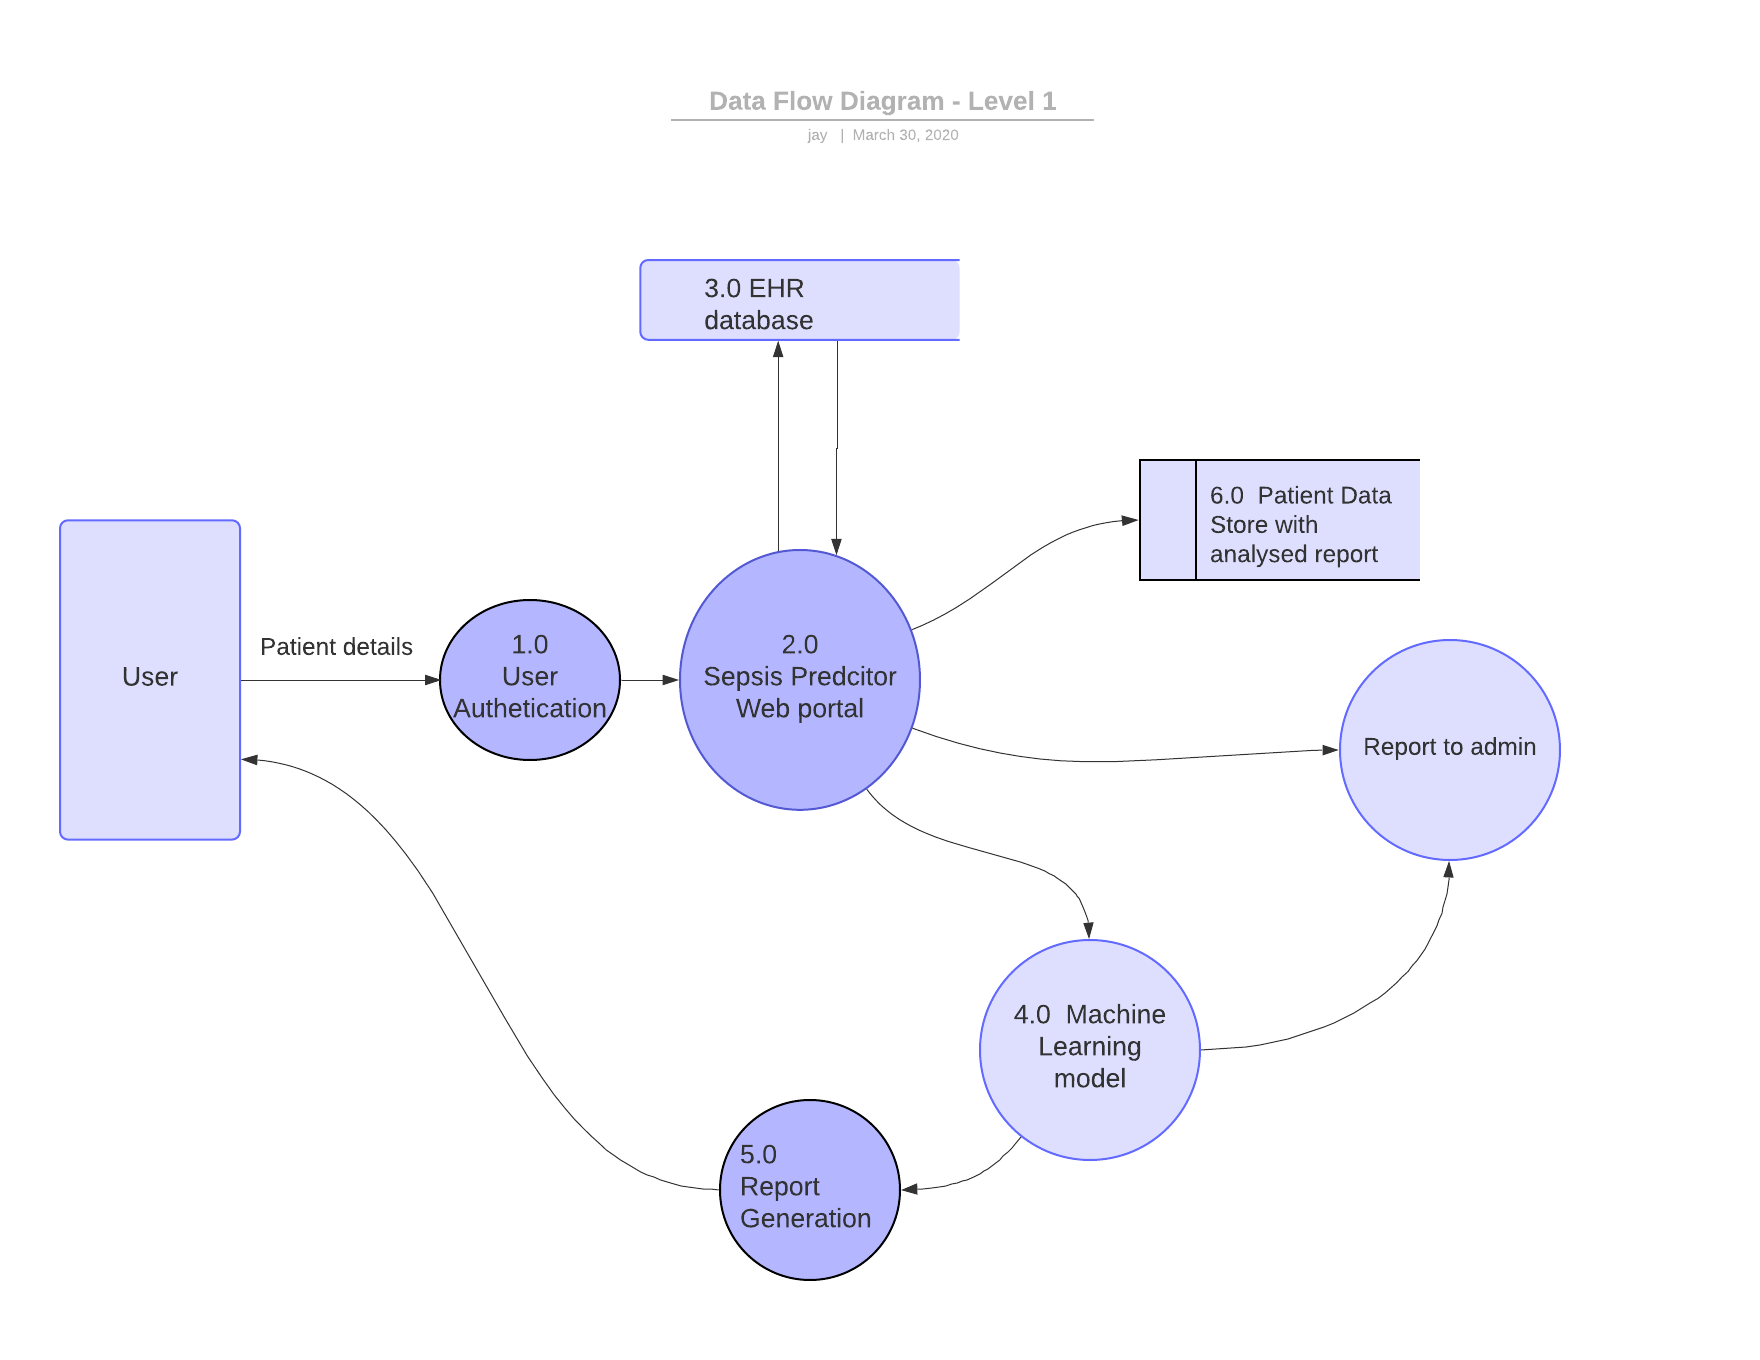 Data Flow Diagram - Level 1
jay | March 30, 2020
3.0 EHR
database
6.0 Patient Data
Store with
analysed report
User
Patient details
1.0
User
Authetication
2.0
Sepsis Predcitor
Web portal
Report to admin
4.0 Machine
Learning
model
5.0
Report
Generation